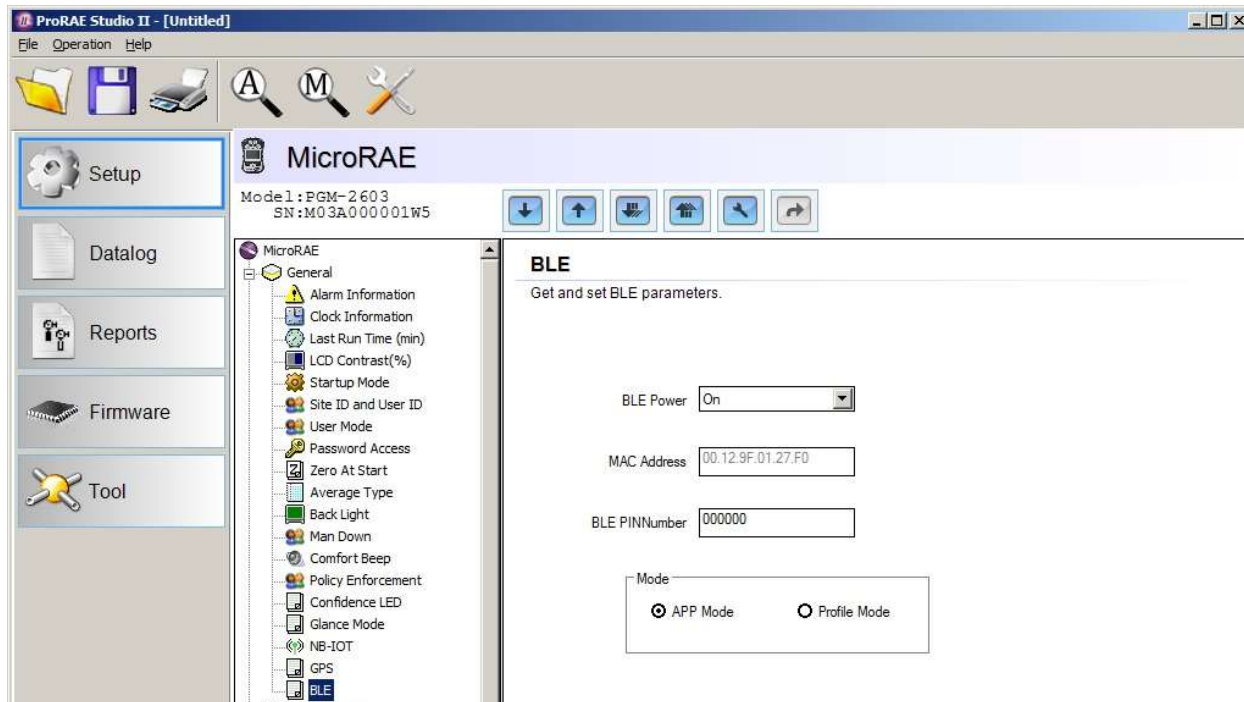 ProRAE Studio II - [Untitled]
File Operation Help
A M
Setup
Datalog
Reports
Firmware
Tool
MicroRAE
Model:PGM-2603
SN:M03A000001W5
MicroRAE
General
Alarm Information
Clock Information
Last Run Time (min)
LCD Contrast(%)
Startup Mode
Site ID and User ID
User Mode
Password Access
Zero At Start
Average Type
Back Light
Man Down
Comfort Beep
Policy Enforcement
Confidence LED
Glance Mode
NB-IOT
GPS
BLE
BLE
Get and set BLE parameters.
BLE Power On
MAC Address 00.12.9F.01.27.F0
BLE PINNumber 000000
Mode
APP Mode Profile Mode